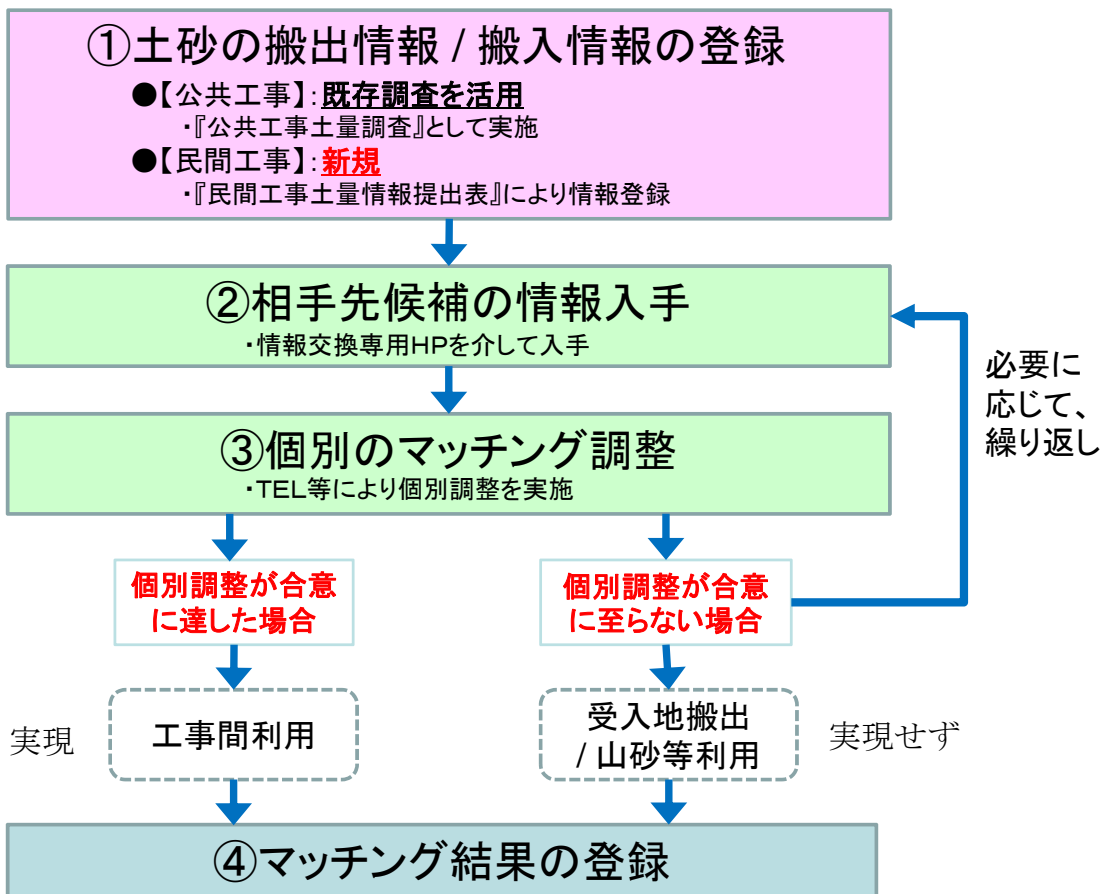 ①土砂の搬出情報 / 搬入情報の登録
●【公共工事】：既存調査を活用
・『公共工事土量調査』として実施
●【民間工事】：新規
・『民間工事土量情報提出表』により情報登録
②相手先候補の情報入手
・情報交換専用HPを介して入手
必要に
応じて、
繰り返し
③個別のマッチング調整
・TEL等により個別調整を実施
個別調整が合意
に達した場合
個別調整が合意
に至らない場合
実現
工事間利用
受入地搬出
/ 山砂等利用
実現せず
④マッチング結果の登録